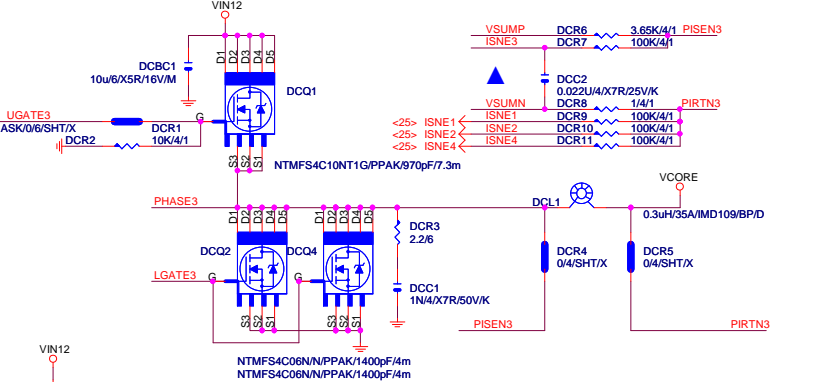 VIN12
D1 D2 D3 D4 D5
DCBC1
10u/6/X5R/16V/M
DCQ1
UGATE3
G
ASK/0/6/SHT/X
DCR1
10K/4/1
DCR2
S3 S2 S1
NTMFS4C10NT1G/PPAK/970pF/7.3m
VSUMP DCR6 3.65K/4/1 PISEN3
ISNE3 DCR7 100K/4/1
DCC2
0.022U/4/X7R/25V/K
VSUMN DCR8 1/4/1 PIRTN3
<25> ISNE1 DCR9 100K/4/1
<25> ISNE2 DCR10 100K/4/1
<25> ISNE4 DCR11 100K/4/1
PHASE3
D1 D2 D3 D4 D5
D1 D2 D3 D4 D5
DCQ2
DCQ4
LGATE3
G
G
S3 S2 S1
S3 S2 S1
DCR3
2.2/6
DCC1
1N/4/X7R/50V/K
DCL1
VCORE
0.3uH/35A/IMD109/BP/D
DCR4
0/4/SHT/X
DCR5
0/4/SHT/X
PISEN3
PIRTN3
VIN12
NTMFS4C06N/N/PPAK/1400pF/4m
NTMFS4C06N/N/PPAK/1400pF/4m